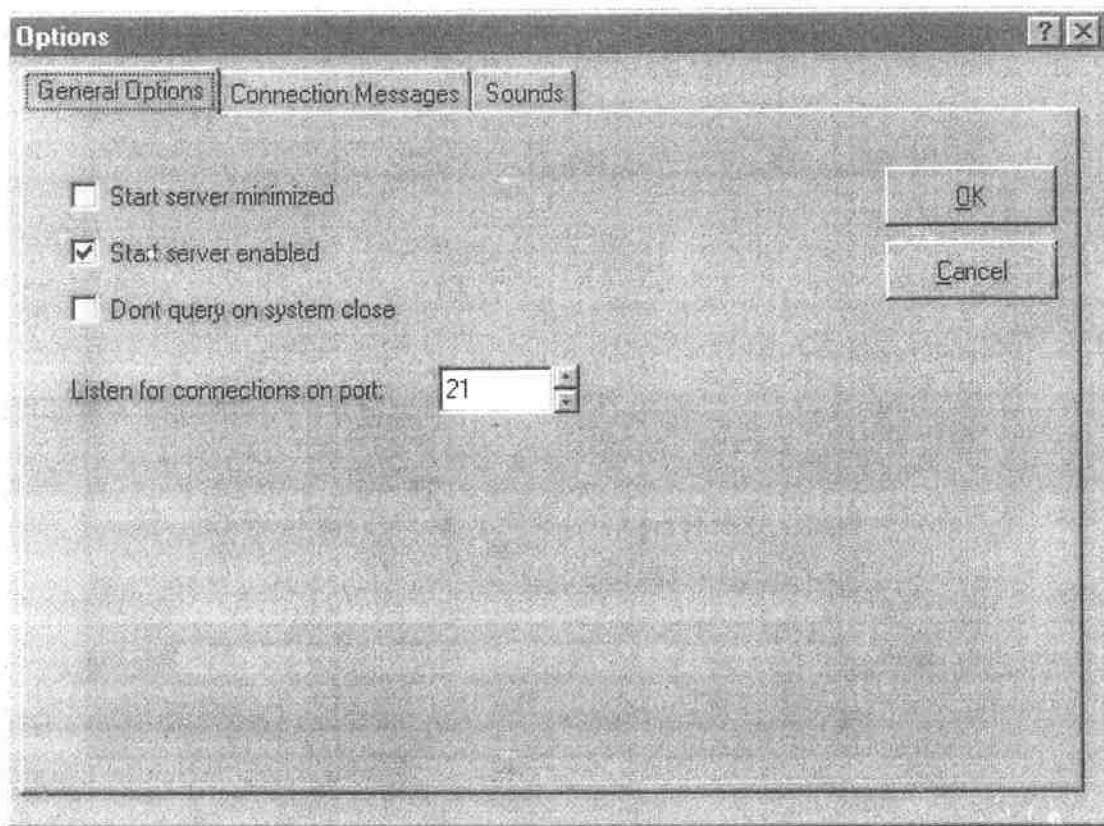 Options
General Options Connection Messages Sounds
Start server minimized
OK
Start server enabled
Cancel
Dont query on system close
Listen for connections on port: 21